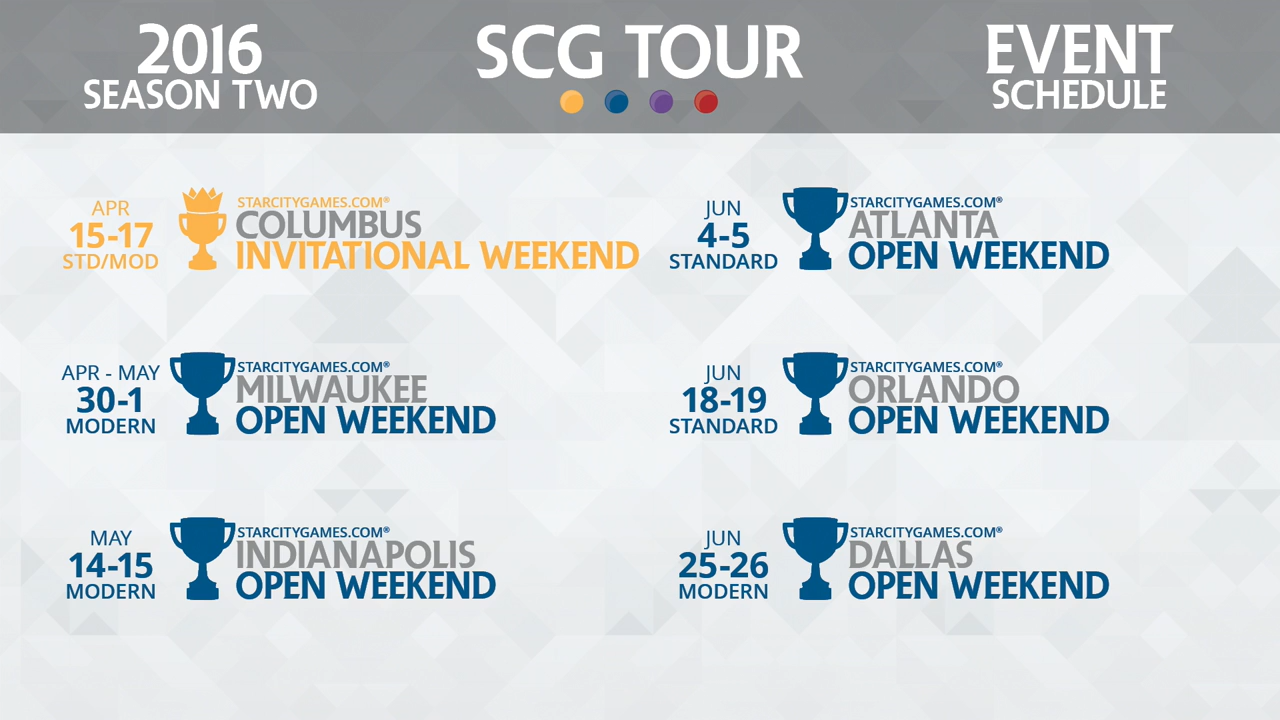 2016
SEASON TWO
SCG TOUR
EVENT
SCHEDULE
APR
15-17
STD/MOD
STARCITYGAMES.COM®
COLUMBUS
INVITATIONAL WEEKEND
APR - MAY
30-1
MODERN
STARCITYGAMES.COM®
MILWAUKEE
OPEN WEEKEND
MAY
14-15
MODERN
STARCITYGAMES.COM®
INDIANAPOLIS
OPEN WEEKEND
JUN
4-5
STANDARD
STARCITYGAMES.COM®
ATLANTA
OPEN WEEKEND
JUN
18-19
STANDARD
STARCITYGAMES.COM®
ORLANDO
OPEN WEEKEND
JUN
25-26
MODERN
STARCITYGAMES.COM®
DALLAS
OPEN WEEKEND